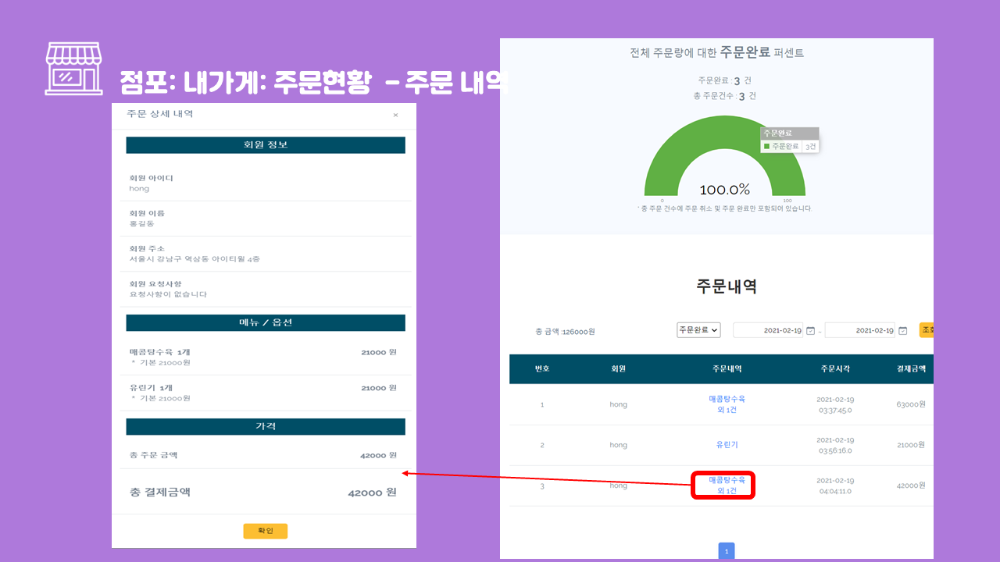 점포: 내가게: 주문현황 - 주문 내역
주문 상세 내역 ×
회원 정보
회원 아이디
hong
회원 이름
홍길동
회원 주소
서울시 강남구 역삼동 아이티윌 4층
회원 요청사항
요청사항이 없습니다
메뉴 / 옵션
매콤탕수육 1개 21000 원
* 기본 21000원
유린기 1개 21000 원
* 기본 21000원
가격
총 주문 금액 42000 원
총 결제금액 42000 원
확인
전체 주문량에 대한 주문완료 퍼센트
주문완료 : 3 건
총 주문건수 : 3 건
주문완료
주문완료 3건
100.0%
0 100
* 총 주문 건수에 주문 취소 및 주문 완료만 포함되어 있습니다.
주문내역
총 금액 :126000원 주문완료 2021-02-19 ~ 2021-02-19 조회
번호 회원 주문내역 주문시각 결제금액
1 hong 매콤탕수육 외 1건 2021-02-19 03:37:45.0 63000원
2 hong 유린기 2021-02-19 03:56:16.0 21000원
3 hong 매콤탕수육 외 1건 2021-02-19 04:04:11.0 42000원
1